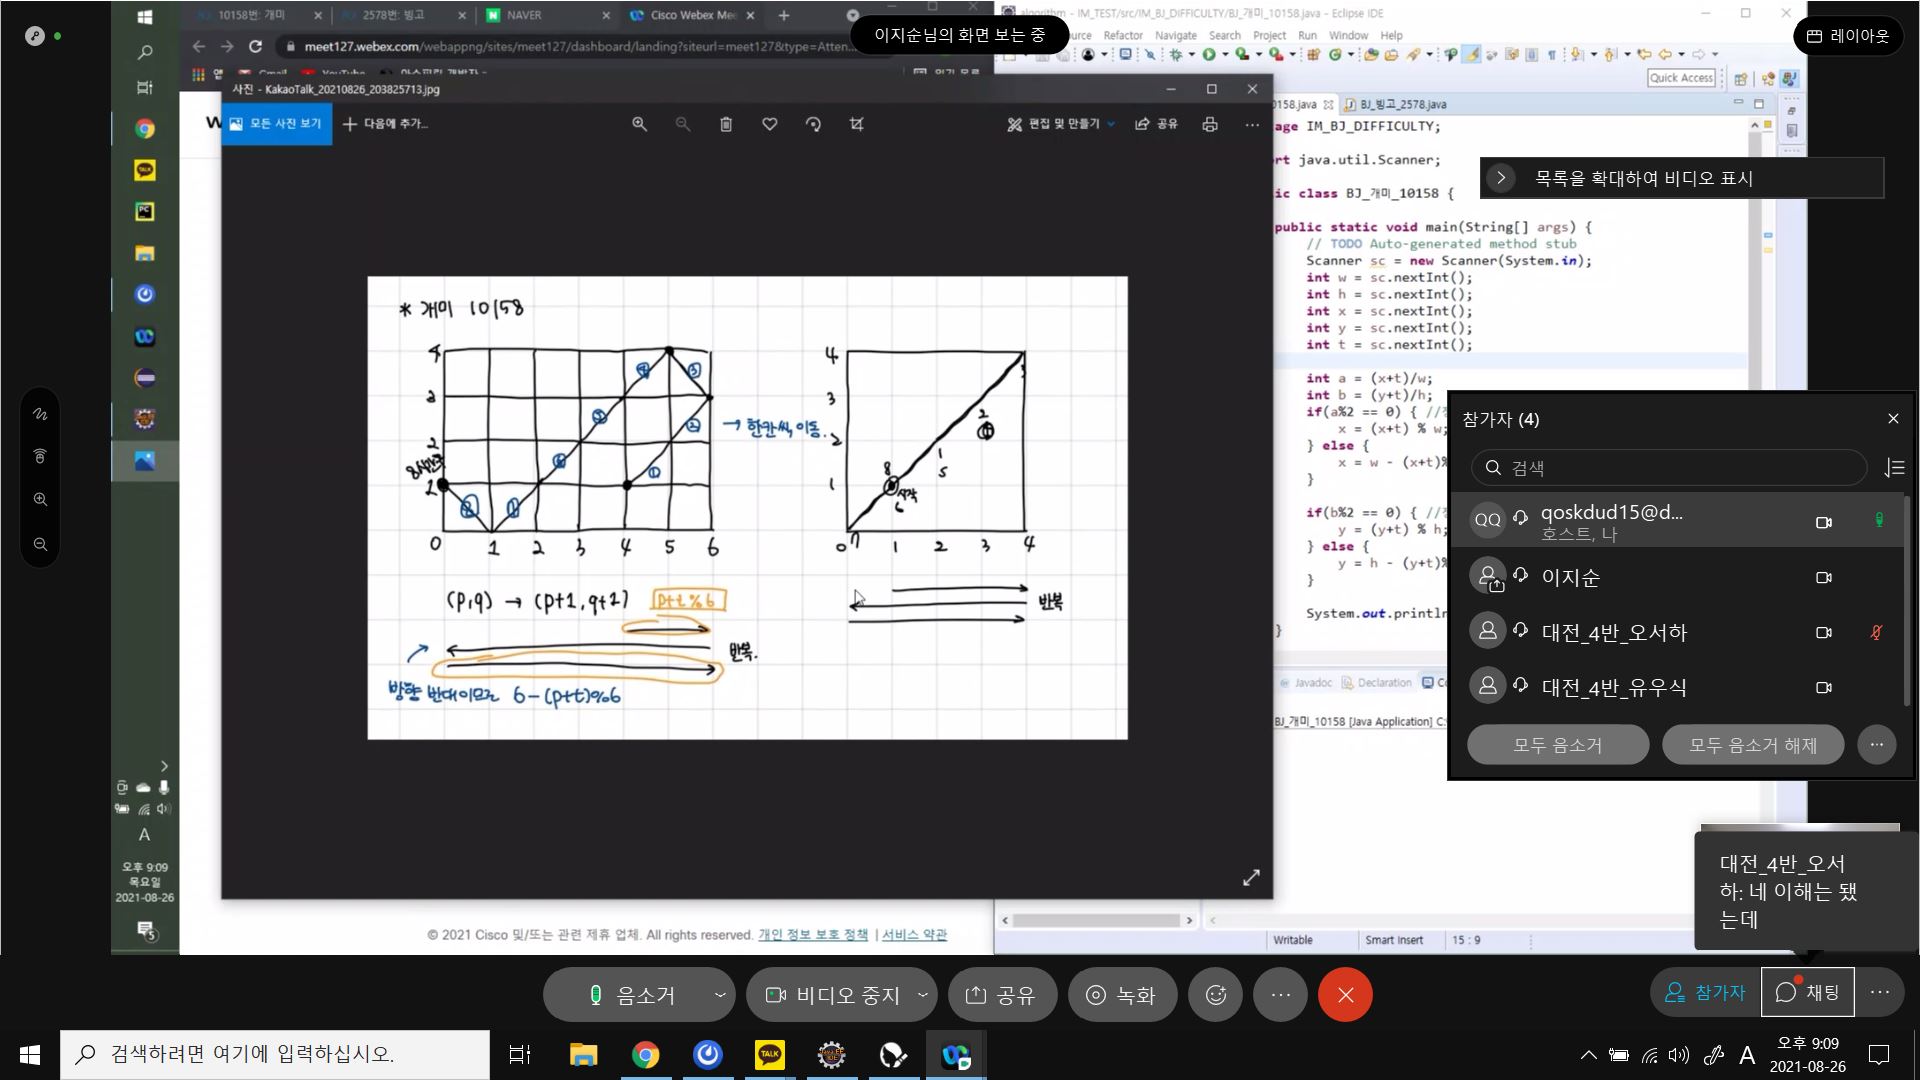 10158번: 개미
2578번: 빙고
NAVER
Cisco Webex Mee
이지순님의 화면 보는 중
레이아웃
algorithm - IM_TEST/src/IM_BJ_DIFFICULTY/BJ_개미_10158.java - Eclipse IDE
Refactor Navigate Search Project Run Window Help
meet127.webex.com/webappng/sites/meet127/dashboard/landing?siteurl=meet127&type=Atten...
Gmail
YouTube
Quick Access
사진 - KakaoTalk_20210826_203825713.jpg
모든 사진 보기
다음에 추가...
편집 및 만들기
공유
...
0158.java
BJ_빙고_2578.java
age IM_BJ_DIFFICULTY;
rt java.util.Scanner;
ic class BJ_개미_10158 {
public static void main(String[] args) {
// TODO Auto-generated method stub
Scanner sc = new Scanner(System.in);
int w = sc.nextInt();
int h = sc.nextInt();
int x = sc.nextInt();
int y = sc.nextInt();
int t = sc.nextInt();
int a = (x+t)/w;
int b = (y+t)/h;
if(a%2 == 0) { //
x = (x+t) % w;
} else {
x = w - (x+t)%
}
if(b%2 == 0) { //
y = (y+t) % h;
} else {
y = h - (y+t)%
}
System.out.println
}
목록을 확대하여 비디오 표시
* 개미 10158
4
3
2
1
0 1 2 3 4 5 6
8시간후
→ 한칸씩, 이동.
4
3
2
1
0 1 2 3 4
시작
(p,q) → (p+1, q+1)
p+t%6
반복.
방향 반대이므로 6-(p+t)%6
반복
Javadoc Declaration
BJ_개미_10158 [Java Application] C:
참가자 (4)
검색
QQ qoskdud15@d...
호스트, 나
이지순
대전_4반_오서하
대전_4반_유우식
모두 음소거
모두 음소거 해제
...
대전_4반_오서
하: 네 이해는 됐
는데
A
오후 9:09
목요일
2021-08-26
5
© 2021 Cisco 및/또는 관련 제휴 업체. All rights reserved. 개인 정보 보호 정책 | 서비스 약관
Writable
Smart Insert
15 : 9
음소거
비디오 중지
공유
녹화
...
참가자
채팅
...
검색하려면 여기에 입력하십시오.
TALK
A
오후 9:09
2021-08-26